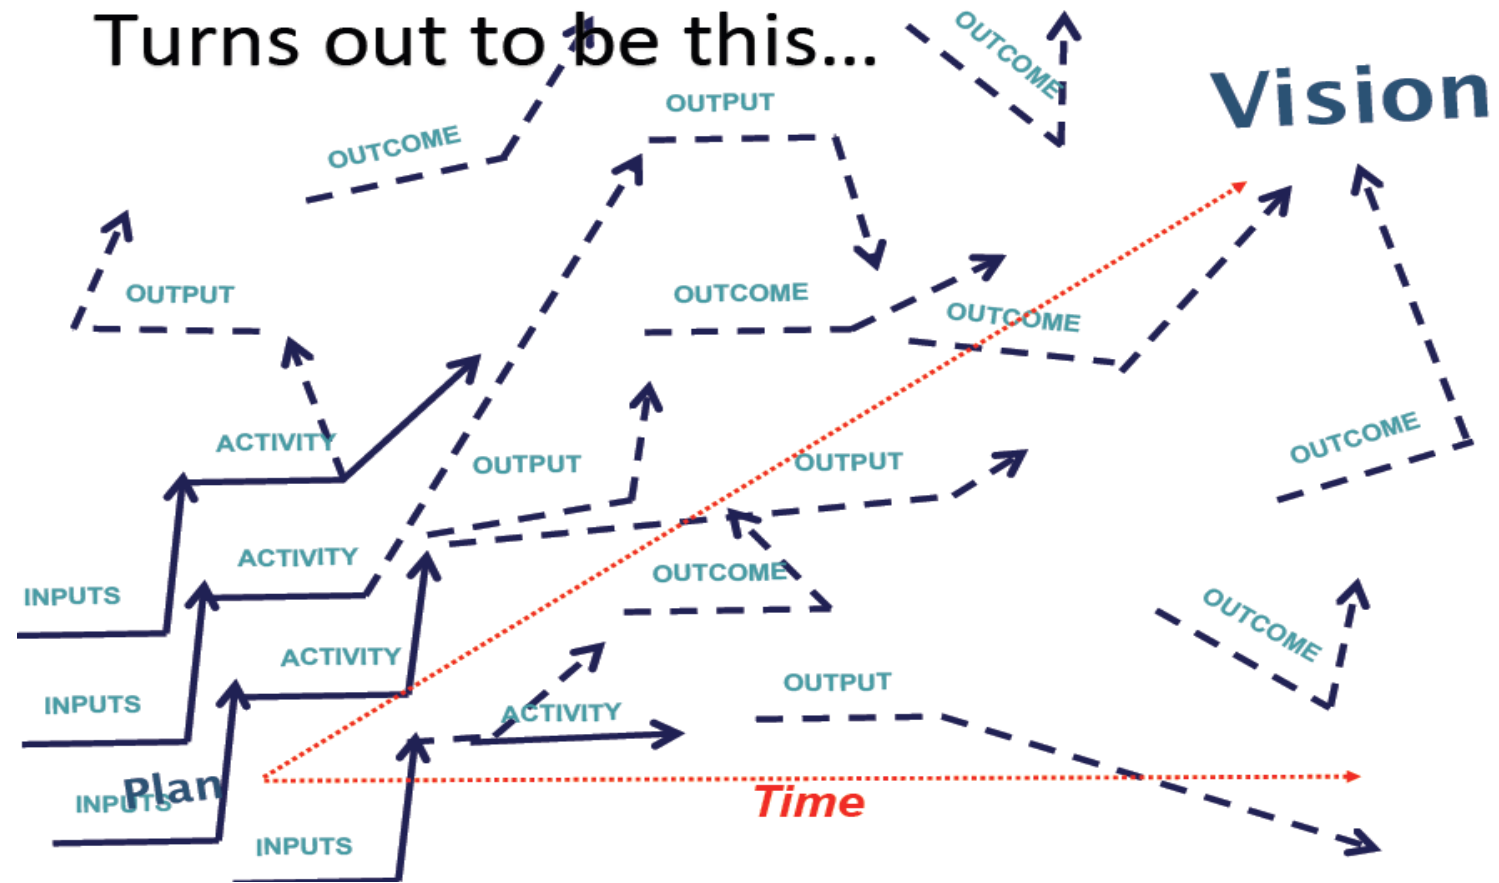 Turns out to be this...
OUTCOME
Vision
OUTPUT
OUTCOME
OUTPUT
OUTCOME
OUTCOME
ACTIVITY
OUTPUT
OUTPUT
OUTCOME
ACTIVITY
OUTCOME
INPUTS
OUTCOME
ACTIVITY
OUTPUT
INPUTS
ACTIVITY
Plan
INPUTS
Time
INPUTS